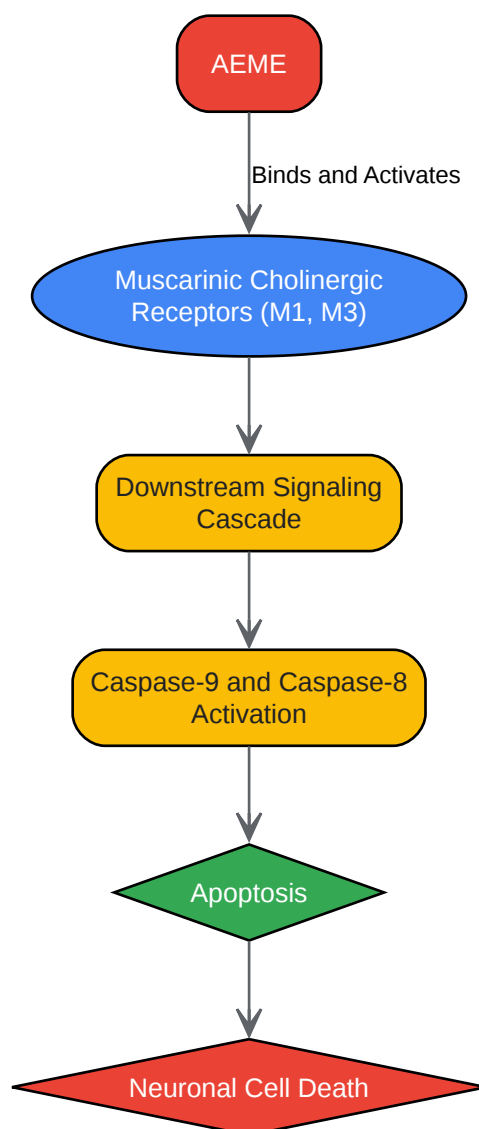 AEME
Binds and Activates
Muscarinic Cholinergic
Receptors (M1, M3)
Downstream Signaling
Cascade
Caspase-9 and Caspase-8
Activation
Apoptosis
Neuronal Cell Death